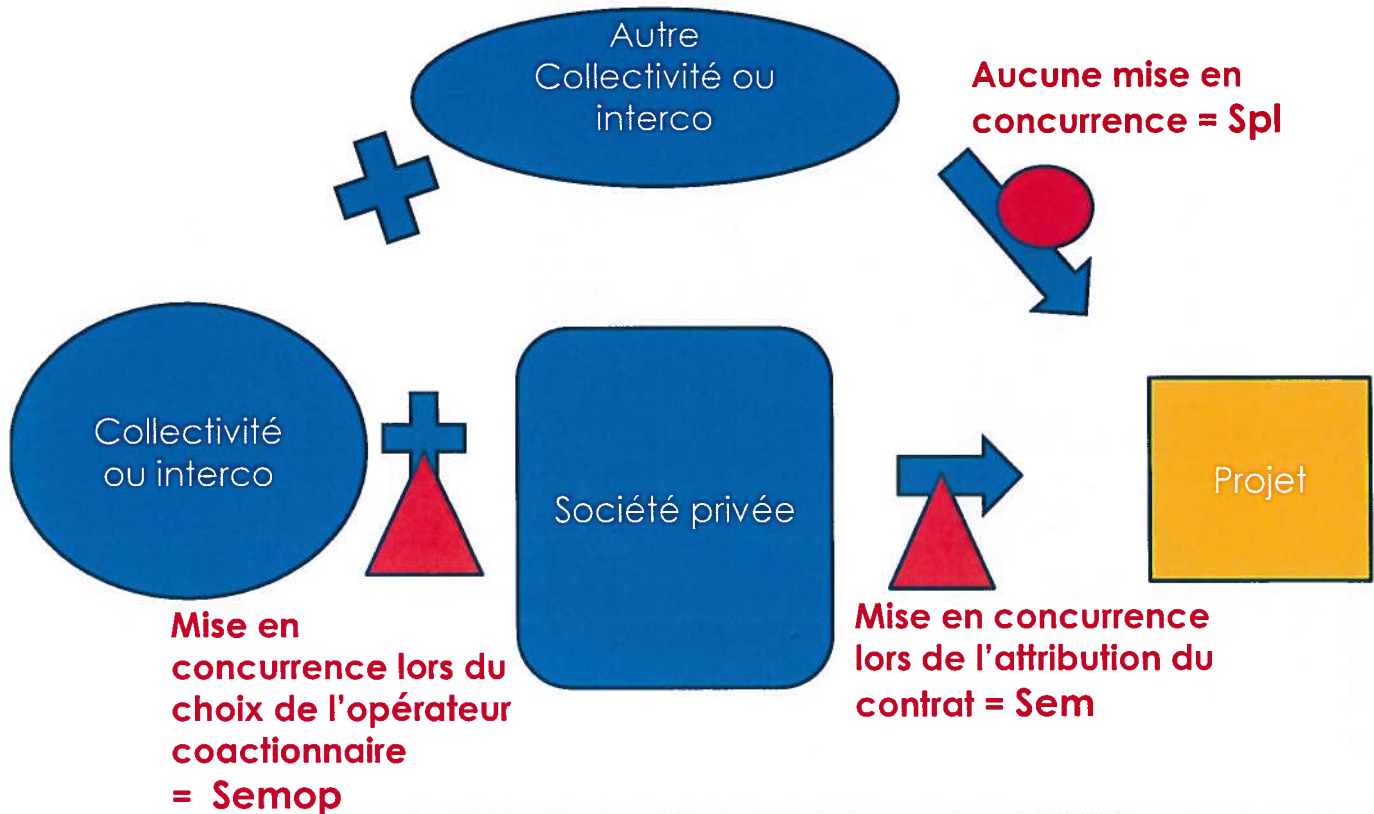 Autre
Collectivité ou
interco
Aucune mise en
concurrence = Spl
Collectivité
ou interco
Société privée
Projet
Mise en
concurrence lors du
choix de l'opérateur
coactionnaire
= Semop
Mise en concurrence
lors de l'attribution du
contrat = Sem